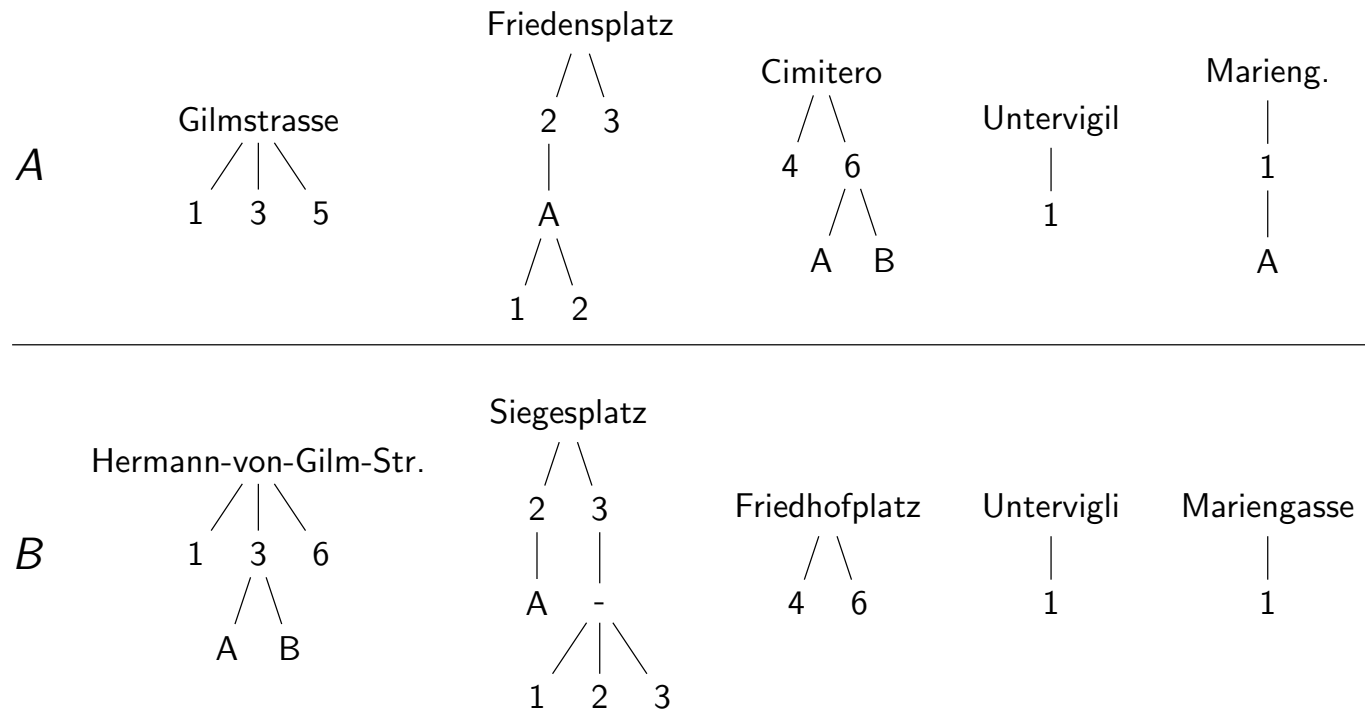 Friedensplatz
Cimitero
Marieng.
Gilmstrasse
Untervigil
2 3
A
4 6
1
1 3 5
A
1
A B
A
1 2
Siegesplatz
Hermann-von-Gilm-Str.
2 3
Friedhofplatz
Untervigli
Mariengasse
B
1 3 6
A -
4 6
1
1
A B
1 2 3